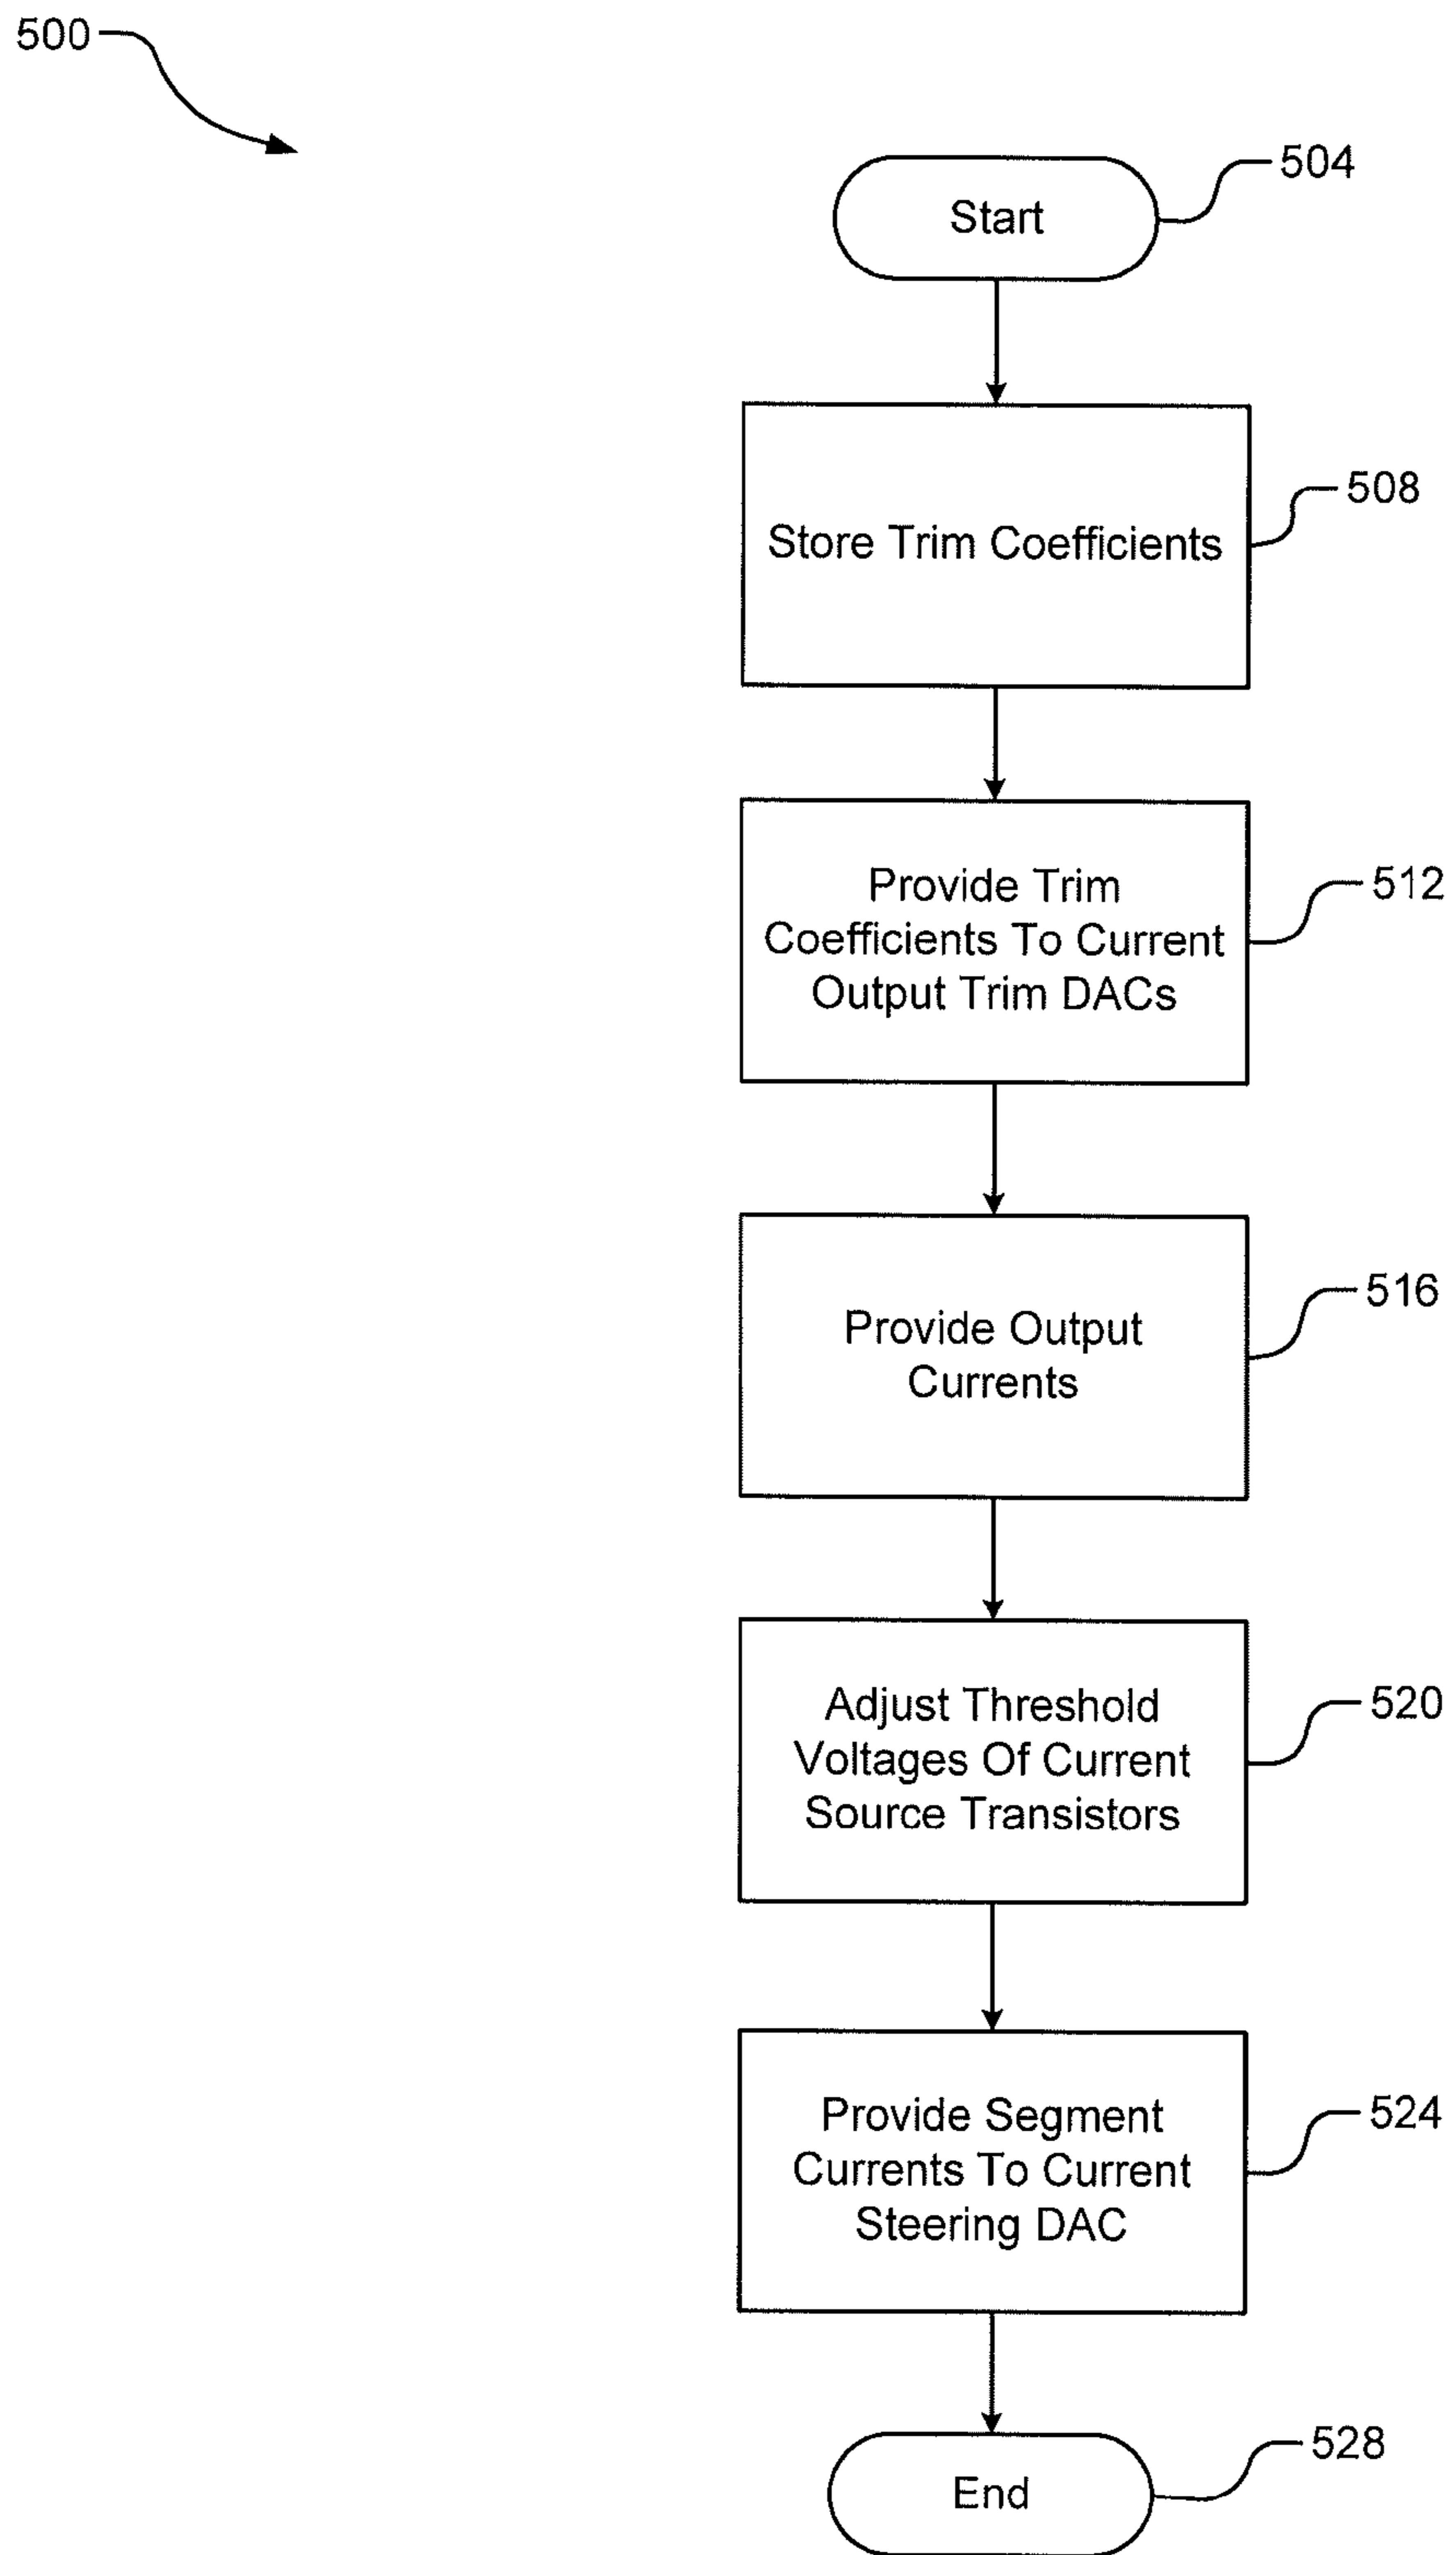 500
504
Start
508
Store Trim Coefficients
512
Provide Trim
Coefficients To Current
Output Trim DACs
516
Provide Output
Currents
520
Adjust Threshold
Voltages Of Current
Source Transistors
524
Provide Segment
Currents To Current
Steering DAC
528
End